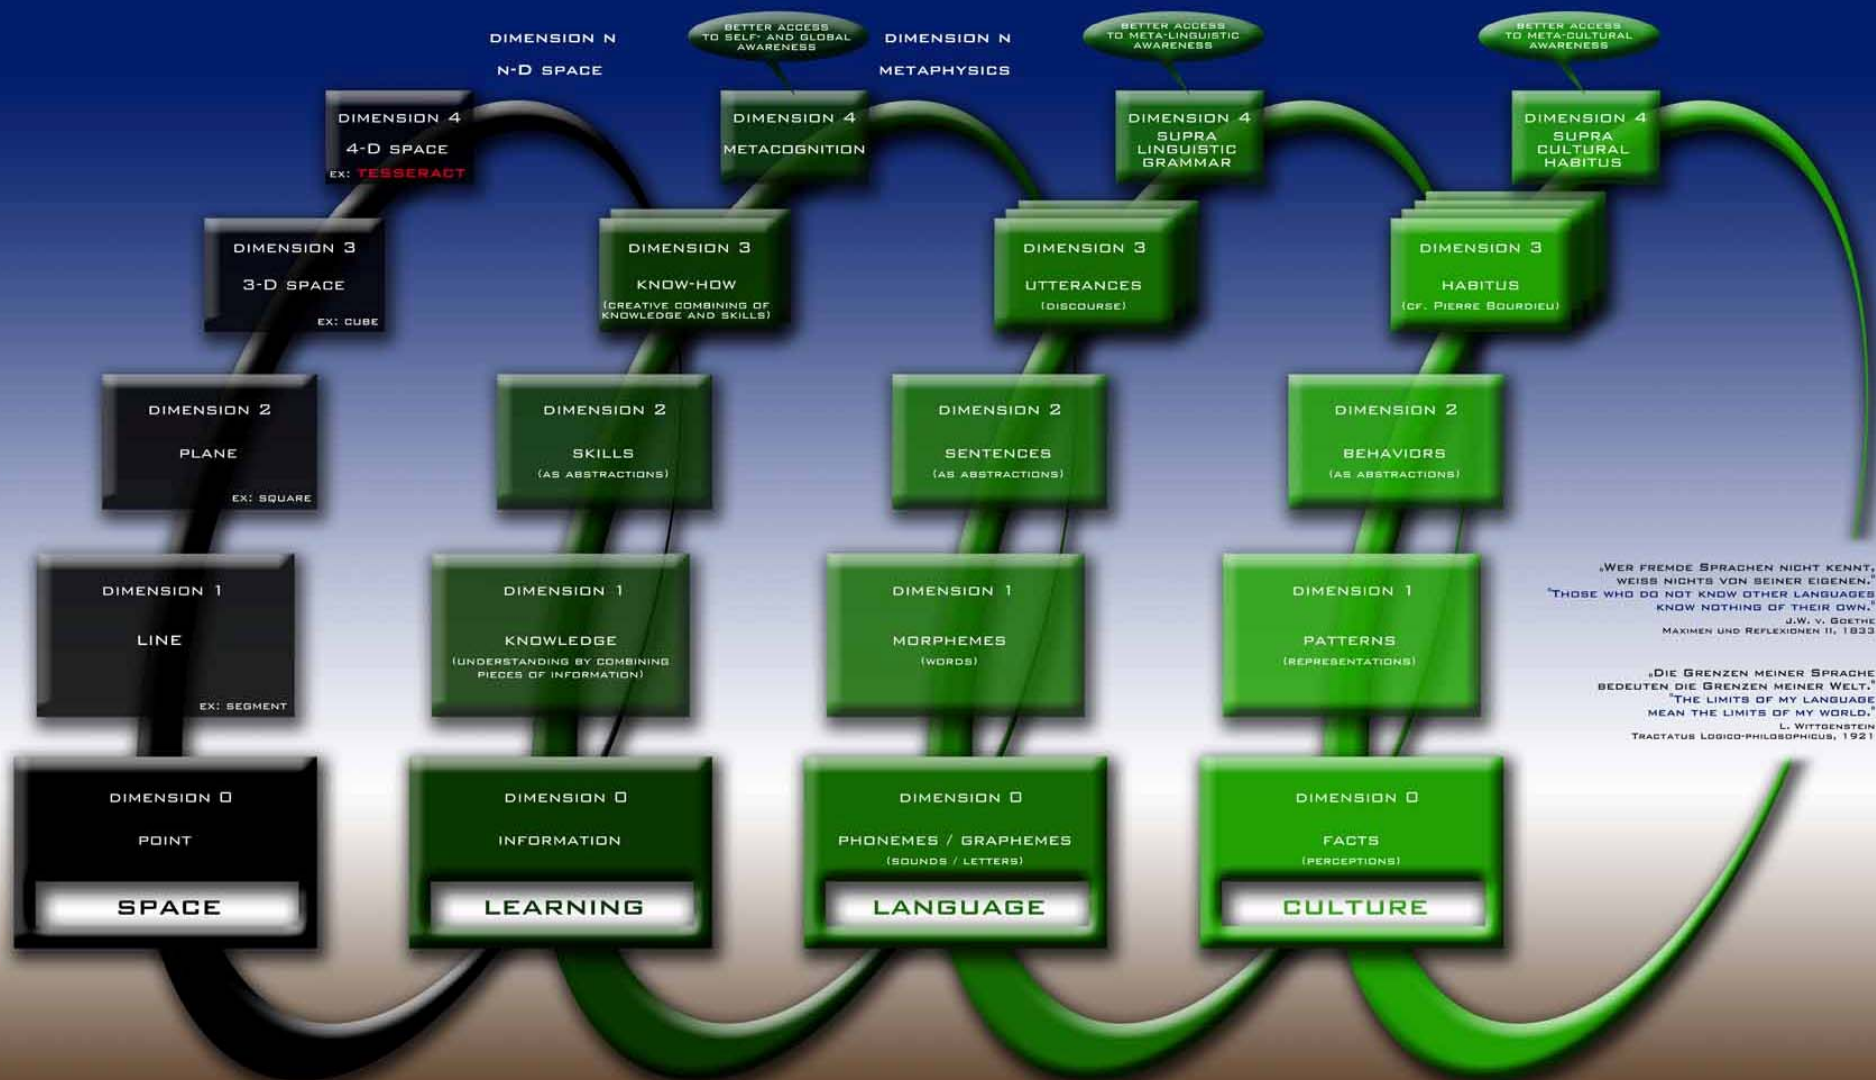 DIMENSION N
N-D SPACE
DIMENSION 4
4-D SPACE
EX: TESSERACT
DIMENSION 3
3-D SPACE
EX: CUBE
DIMENSION 2
PLANE
EX: SQUARE
DIMENSION 1
LINE
EX: SEGMENT
DIMENSION 0
POINT
SPACE
BETTER ACCESS
TO SELF- AND GLOBAL
AWARENESS
DIMENSION N
METAPHYSICS
DIMENSION 4
METACOGNITION
DIMENSION 3
KNOW-HOW
(CREATIVE COMBINING OF
KNOWLEDGE AND SKILLS)
DIMENSION 2
SKILLS
(AS ABSTRACTIONS)
DIMENSION 1
KNOWLEDGE
(UNDERSTANDING BY COMBINING
PIECES OF INFORMATION)
DIMENSION 0
INFORMATION
LEARNING
BETTER ACCESS
TO META-LINGUISTIC
AWARENESS
DIMENSION 4
SUPRA
LINGUISTIC
GRAMMAR
DIMENSION 3
UTTERANCES
(DISCOURSE)
DIMENSION 2
SENTENCES
(AS ABSTRACTIONS)
DIMENSION 1
MORPHEMES
(WORDS)
DIMENSION 0
PHONEMES / GRAPHEMES
(SOUNDS / LETTERS)
LANGUAGE
BETTER ACCESS
TO META-CULTURAL
AWARENESS
DIMENSION 4
SUPRA
CULTURAL
HABITUS
DIMENSION 3
HABITUS
(CF. PIERRE BOURDIEU)
DIMENSION 2
BEHAVIORS
(AS ABSTRACTIONS)
DIMENSION 1
PATTERNS
(REPRESENTATIONS)
DIMENSION 0
FACTS
(PERCEPTIONS)
CULTURE
„WER FREMDE SPRACHEN NICHT KENNT,
WEISS NICHTS VON SEINER EIGENEN."
"THOSE WHO DO NOT KNOW OTHER LANGUAGES
KNOW NOTHING OF THEIR OWN."
J.W. V. GOETHE
MAXIMEN UND REFLEXIONEN II, 1833
„DIE GRENZEN MEINER SPRACHE
BEDEUTEN DIE GRENZEN MEINER WELT."
"THE LIMITS OF MY LANGUAGE
MEAN THE LIMITS OF MY WORLD."
L. WITTGENSTEIN
TRACTATUS LOGICO-PHILOSOPHICUS, 1921